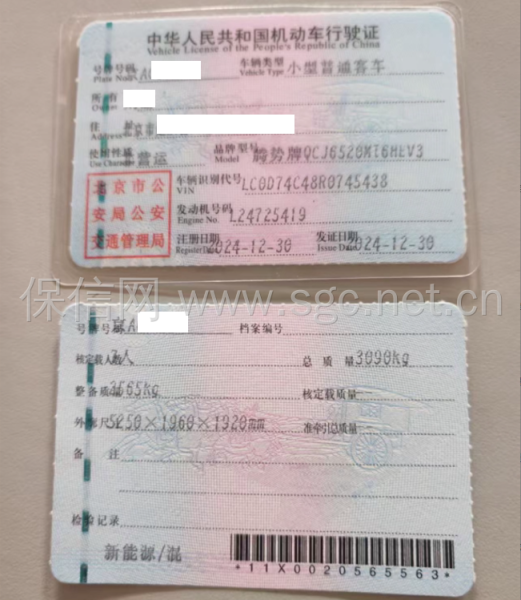 中华人民共和国机动车行驶证
Vehicle License of the People's Republic of China
号牌号码 A
Plate No.
车辆类型 小型普通客车
Vehicle Type
所有
Owner
住
Address
使用性质 营运
Use Character
品牌型号 腾势牌QCJ6520MT6HEV3
Model
北京市公
安局公安
交通管理局
车辆识别代号 LC0D74C48R0745438
VIN
发动机号码 L24725419
Engine No.
注册日期 2024-12-30
Register Date
发证日期 2024-12-30
Issue Date
保信网 www.sgc.net.cn
号牌号码 京A
档案编号
核定载人数 7人
总质量 3090kg
整备质量 2565kg
核定载质量
外廓尺寸 5250×1960×1920mm
准牵引总质量
备注
检验记录
新能源/混
*11X0020565563*